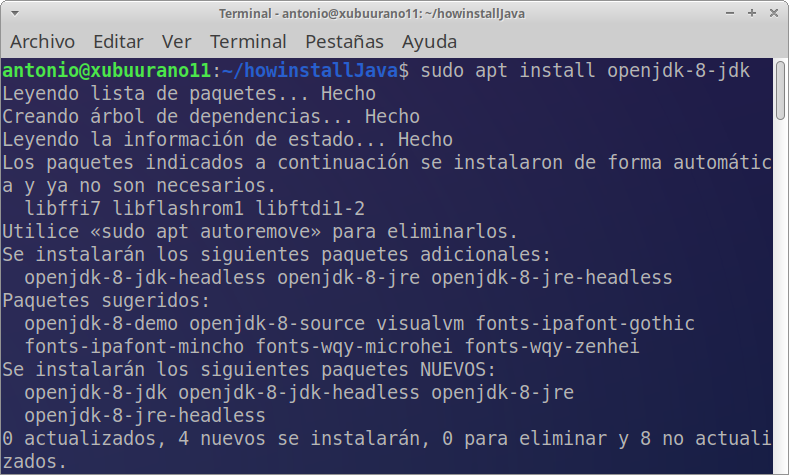 Terminal - antonio@xubuurano11: ~/howinstallJava
Archivo Editar Ver Terminal Pestañas Ayuda
antonio@xubuurano11:~/howinstallJava$ sudo apt install openjdk-8-jdk
Leyendo lista de paquetes... Hecho
Creando árbol de dependencias... Hecho
Leyendo la información de estado... Hecho
Los paquetes indicados a continuación se instalaron de forma automátic
a y ya no son necesarios.
  libffi7 libflashrom1 libftdi1-2
Utilice «sudo apt autoremove» para eliminarlos.
Se instalarán los siguientes paquetes adicionales:
  openjdk-8-jdk-headless openjdk-8-jre openjdk-8-jre-headless
Paquetes sugeridos:
  openjdk-8-demo openjdk-8-source visualvm fonts-ipafont-gothic
  fonts-ipafont-mincho fonts-wqy-microhei fonts-wqy-zenhei
Se instalarán los siguientes paquetes NUEVOS:
  openjdk-8-jdk openjdk-8-jdk-headless openjdk-8-jre
  openjdk-8-jre-headless
0 actualizados, 4 nuevos se instalarán, 0 para eliminar y 8 no actuali
zados.